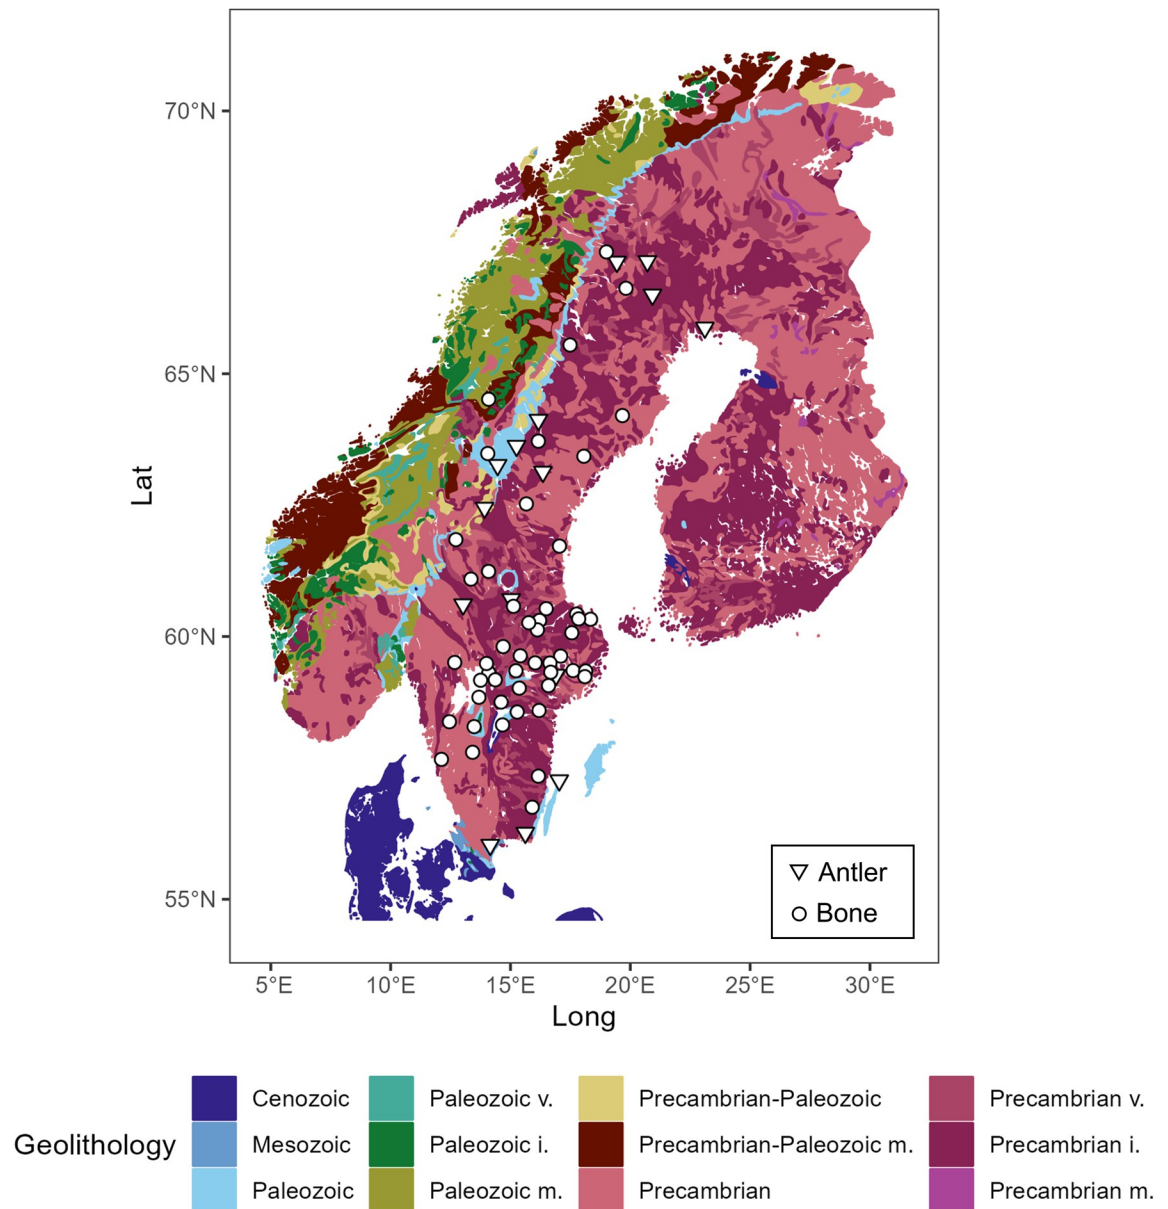 70°N
65°N
60°N
55°N
Lat
Antler
Bone
5°E 10°E 15°E 20°E 25°E 30°E
Long
Geolithology
Cenozoic Paleozoic v. Precambrian-Paleozoic Precambrian v.
Mesozoic Paleozoic i. Precambrian-Paleozoic m. Precambrian i.
Paleozoic Paleozoic m. Precambrian Precambrian m.